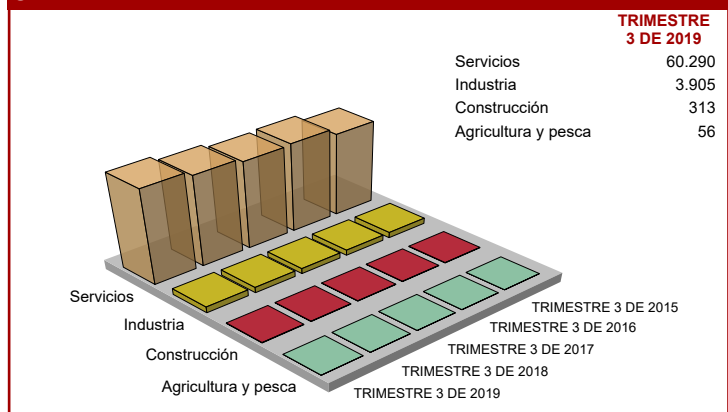 TRIMESTRE
3 DE 2019
Servicios 60.290
Industria 3.905
Construcción 313
Agricultura y pesca 56
Servicios
Industria
Construcción
Agricultura y pesca
TRIMESTRE 3 DE 2015
TRIMESTRE 3 DE 2016
TRIMESTRE 3 DE 2017
TRIMESTRE 3 DE 2018
TRIMESTRE 3 DE 2019